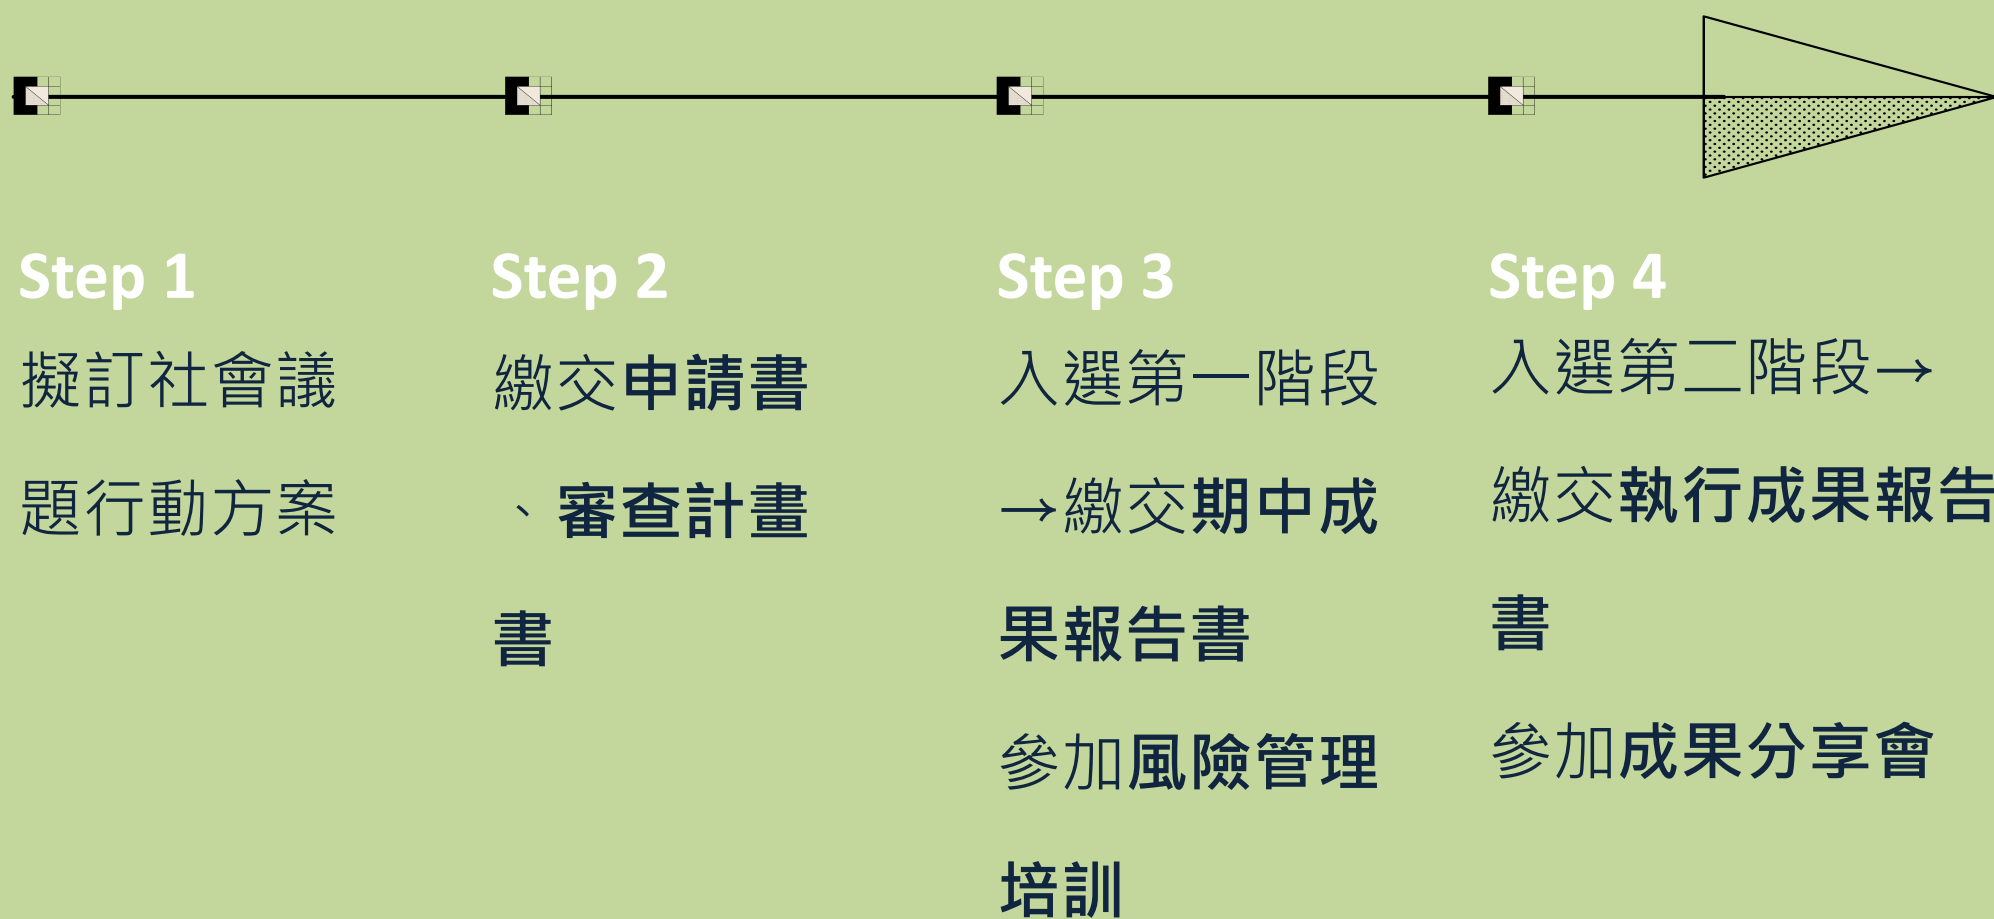 Step 1
擬訂社會議
題行動方案
Step 2
繳交申請書
、審查計畫
書
Step 3
入選第一階段
→繳交期中成
果報告書
參加風險管理
培訓
Step 4
入選第二階段→
繳交執行成果報告
書
參加成果分享會